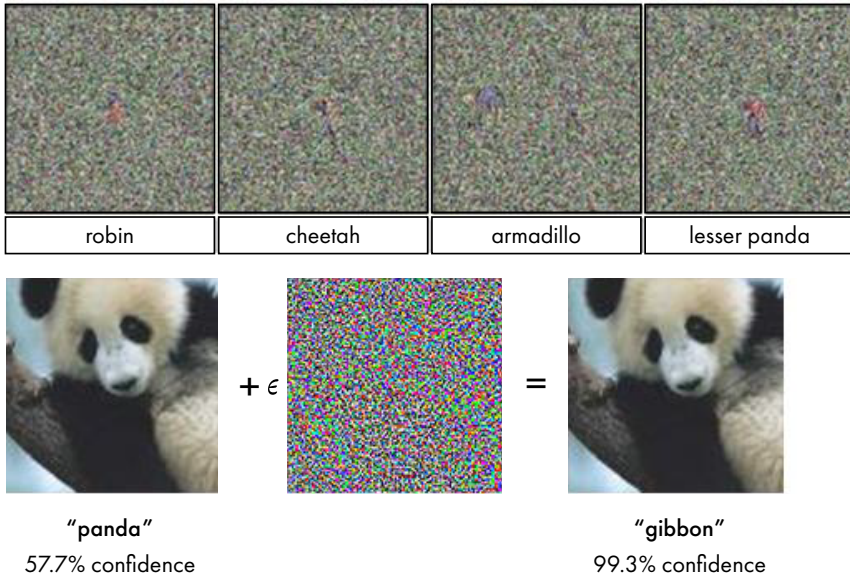 robin
cheetah
armadillo
lesser panda
+ ϵ
=
“panda”
“gibbon”
57.7% confidence
99.3% confidence